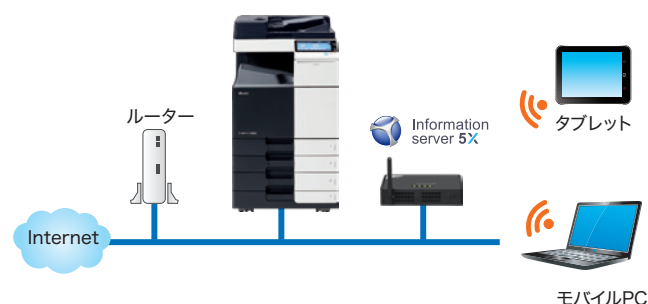 ルーター
Information
server 5X
タブレット
Internet
モバイルPC